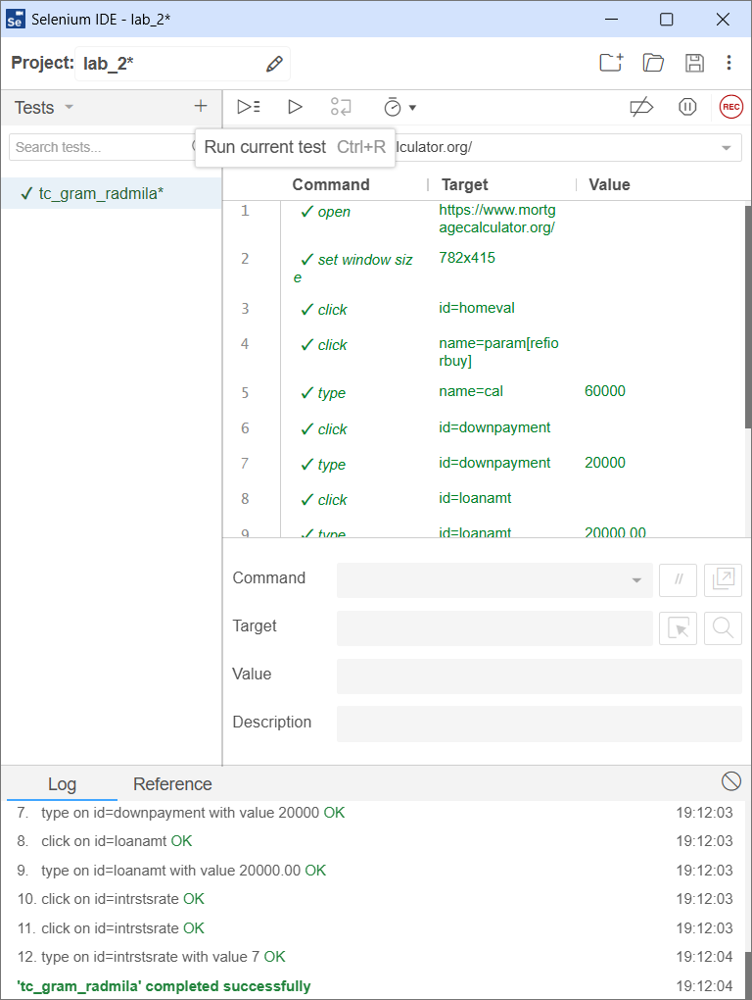 Se Selenium IDE - lab_2*
Project: lab_2*
Tests
Search tests...
Run current test Ctrl+R
lculator.org/
✓ tc_gram_radmila*
REC
Command Target Value
1 ✓ open https://www.mortg
agecalculator.org/
2 ✓ set window siz 782x415
e
3 ✓ click id=homeval
4 ✓ click name=param[refio
rbuy]
5 ✓ type name=cal 60000
6 ✓ click id=downpayment
7 ✓ type id=downpayment 20000
8 ✓ click id=loanamt
9 ✓ type id=loanamt 20000.00
Command //
Target
Value
Description
Log Reference
7. type on id=downpayment with value 20000 OK 19:12:03
8. click on id=loanamt OK 19:12:03
9. type on id=loanamt with value 20000.00 OK 19:12:03
10. click on id=intrstsrate OK 19:12:03
11. click on id=intrstsrate OK 19:12:03
12. type on id=intrstsrate with value 7 OK 19:12:04
'tc_gram_radmila' completed successfully 19:12:04